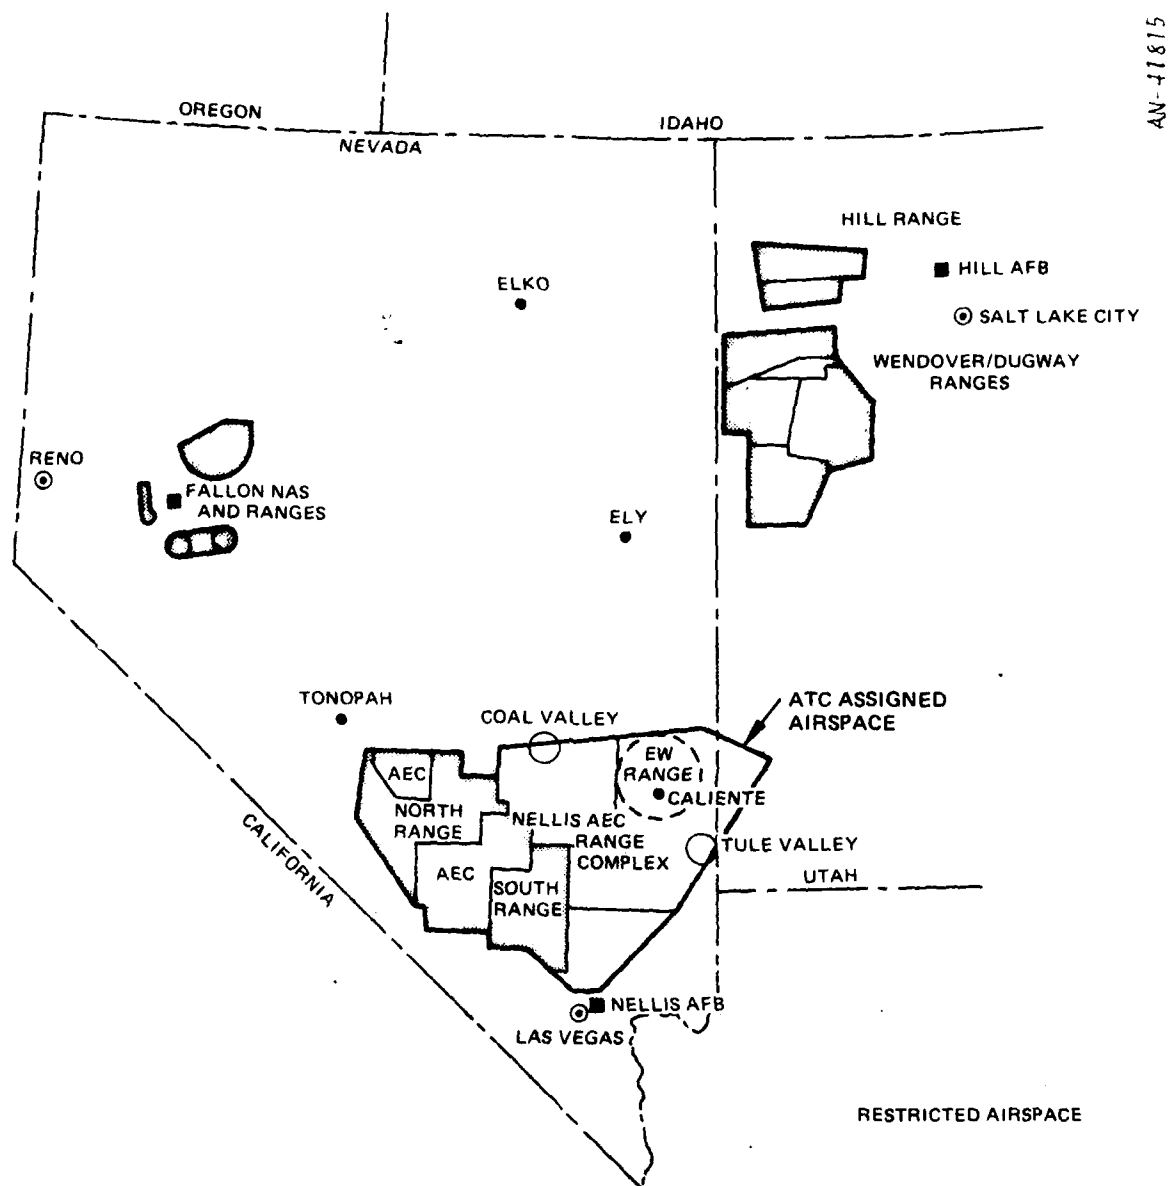 AN-41815
OREGON
IDAHO
NEVADA
HILL RANGE
HILL AFB
ELKO
SALT LAKE CITY
WENDOVER/DUGWAY
RANGES
RENO
FALLON NAS
AND RANGES
ELY
TONOPAH
COAL VALLEY
ATC ASSIGNED
AIRSPACE
EW
RANGE
AEC
CALIENTE
NORTH
RANGE
NELLIS AEC
RANGE
COMPLEX
TULE VALLEY
CALIFORNIA
AEC
SOUTH
RANGE
UTAH
NELLIS AFB
LAS VEGAS
RESTRICTED AIRSPACE